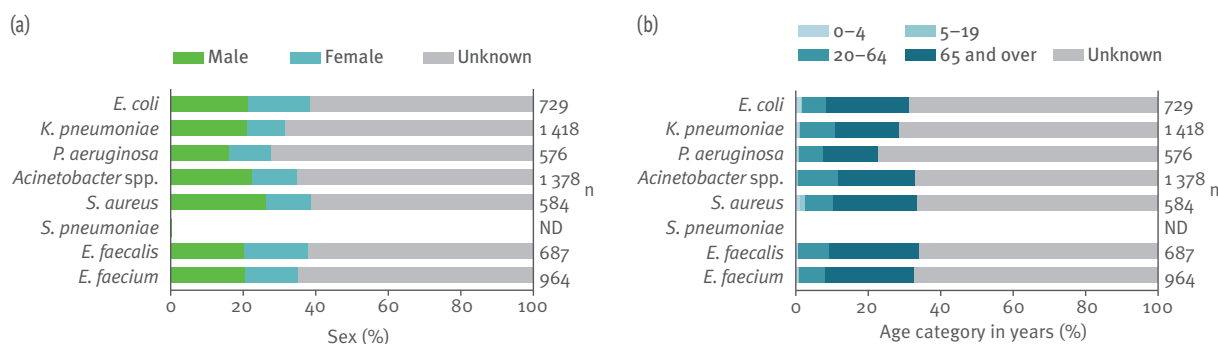 (a)
Male Female Unknown
E. coli 729
K. pneumoniae 1 418
P. aeruginosa 576
Acinetobacter spp. 1 378
n
S. aureus 584
S. pneumoniae ND
E. faecalis 687
E. faecium 964
0 20 40 60 80 100
Sex (%)
(b)
0–4 5–19
20–64 65 and over Unknown
E. coli 729
K. pneumoniae 1 418
P. aeruginosa 576
Acinetobacter spp. 1 378
n
S. aureus 584
S. pneumoniae ND
E. faecalis 687
E. faecium 964
0 20 40 60 80 100
Age category in years (%)